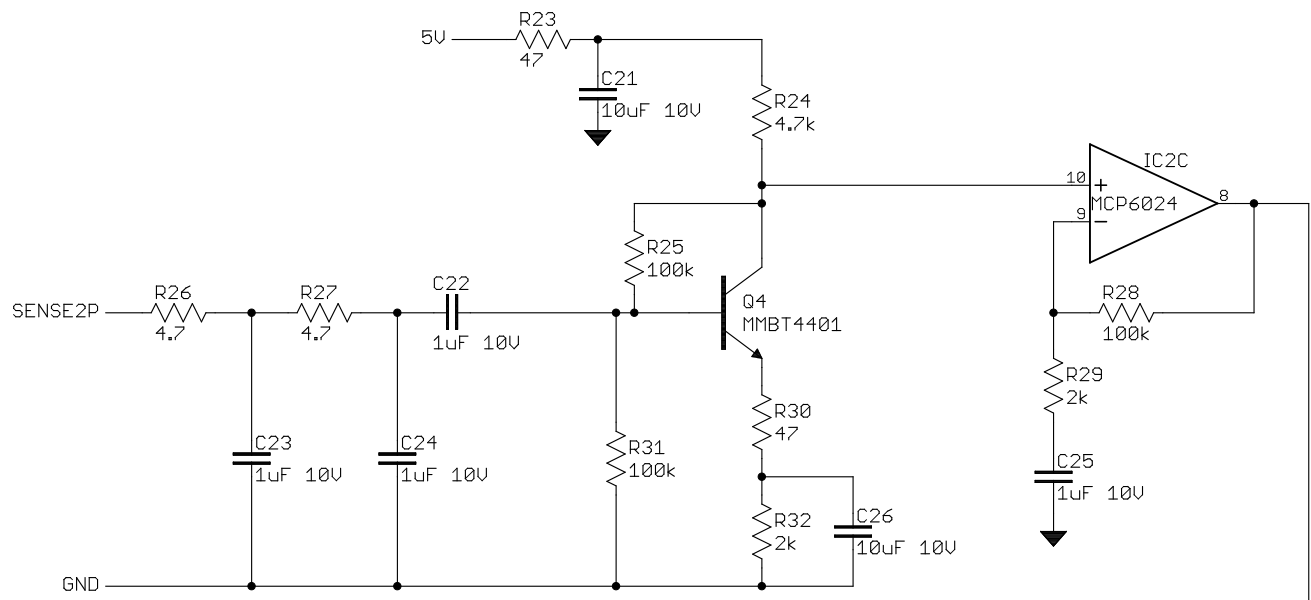 R23
5V
47
C21
10uF 10V
R24
4.7k
IC2C
10
+
MCP6024
8
9
−
R25
100k
C22
R26
R27
SENSE2P
4.7
4.7
1uF 10V
Q4
MMBT4401
R28
100k
R29
2k
R30
47
C23
1uF 10V
C24
1uF 10V
R31
100k
C25
1uF 10V
R32
2k
C26
10uF 10V
GND